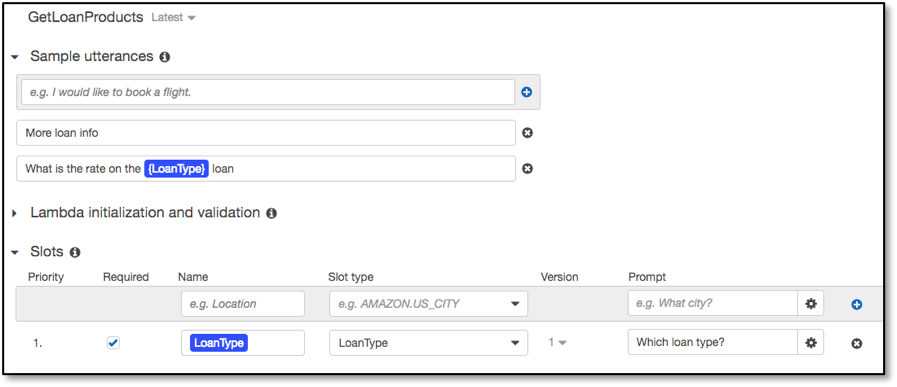 GetLoanProducts Latest
Sample utterances
e.g. I would like to book a flight.
More loan info
What is the rate on the {LoanType} loan
Lambda initialization and validation
Slots
Priority Required Name Slot type Version Prompt
e.g. Location e.g. AMAZON.US_CITY e.g. What city?
1. LoanType LoanType 1 Which loan type?